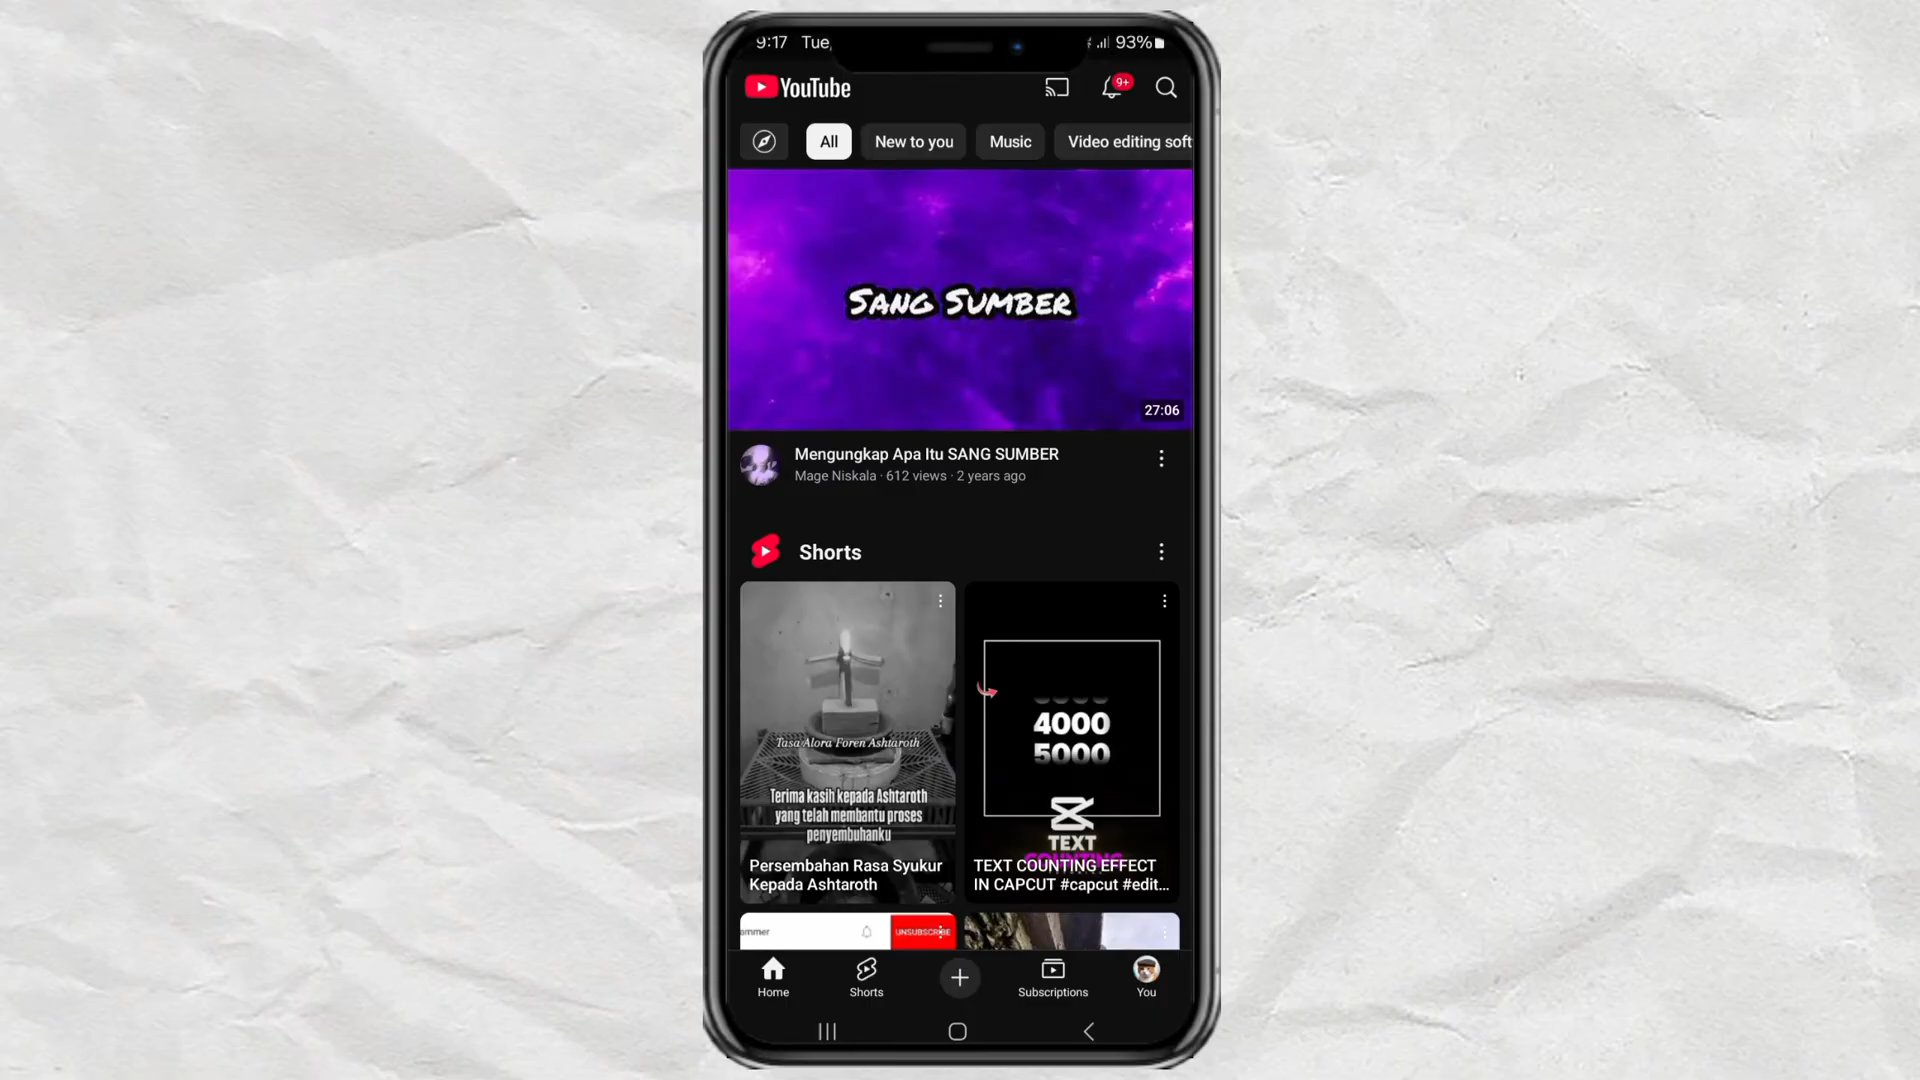 9:17 Tue,
93%
YouTube
9+
All
New to you
Music
Video editing soft
SANG SUMBER
27:06
Mengungkap Apa Itu SANG SUMBER
Mage Niskala · 612 views · 2 years ago
Shorts
Tasa Alora Foren Ashtaroth
Terima kasih kepada Ashtaroth
yang telah membantu proses
penyembuhanku
Persembahan Rasa Syukur
Kepada Ashtaroth
4000
5000
TEXT
COUNTING
TEXT COUNTING EFFECT
IN CAPCUT #capcut #edit...
ammer
UNSUBSCRIBE
Home
Shorts
Subscriptions
You